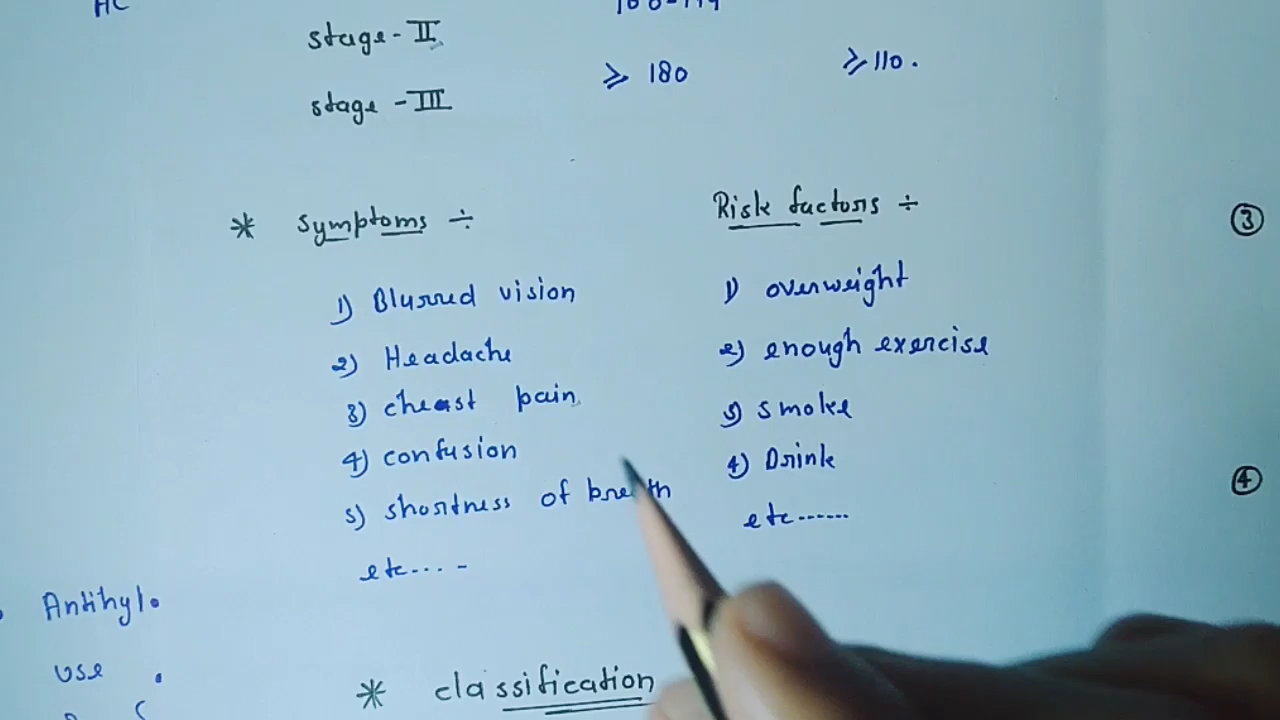 stage - II
≥ 180 ≥ 110.
stage - III
* Symptoms ÷
1) Blurred vision
2) Headache
3) cheast pain
4) confusion
5) shortness of breath
etc.... -
Risk factors ÷
1) overweight
2) enough exercise
3) smoke
4) Drink
etc......
③
④
Antihy
use
* classification